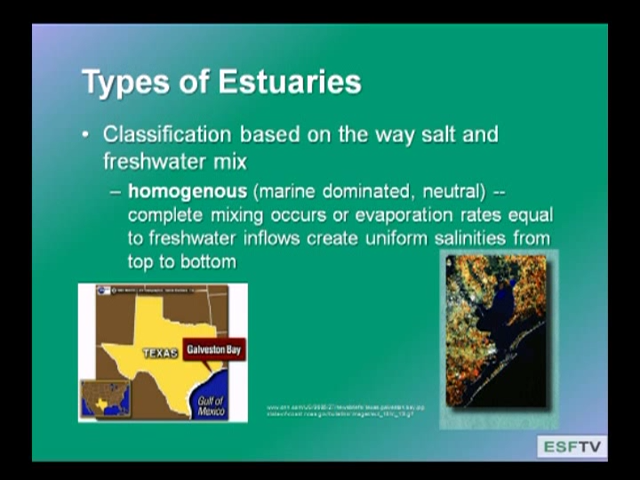 Types of Estuaries
• Classification based on the way salt and
freshwater mix
– homogenous (marine dominated, neutral) --
complete mixing occurs or evaporation rates equal
to freshwater inflows create uniform salinities from
top to bottom
TEXAS
Galveston Bay
Gulf of
Mexico
ESFTV